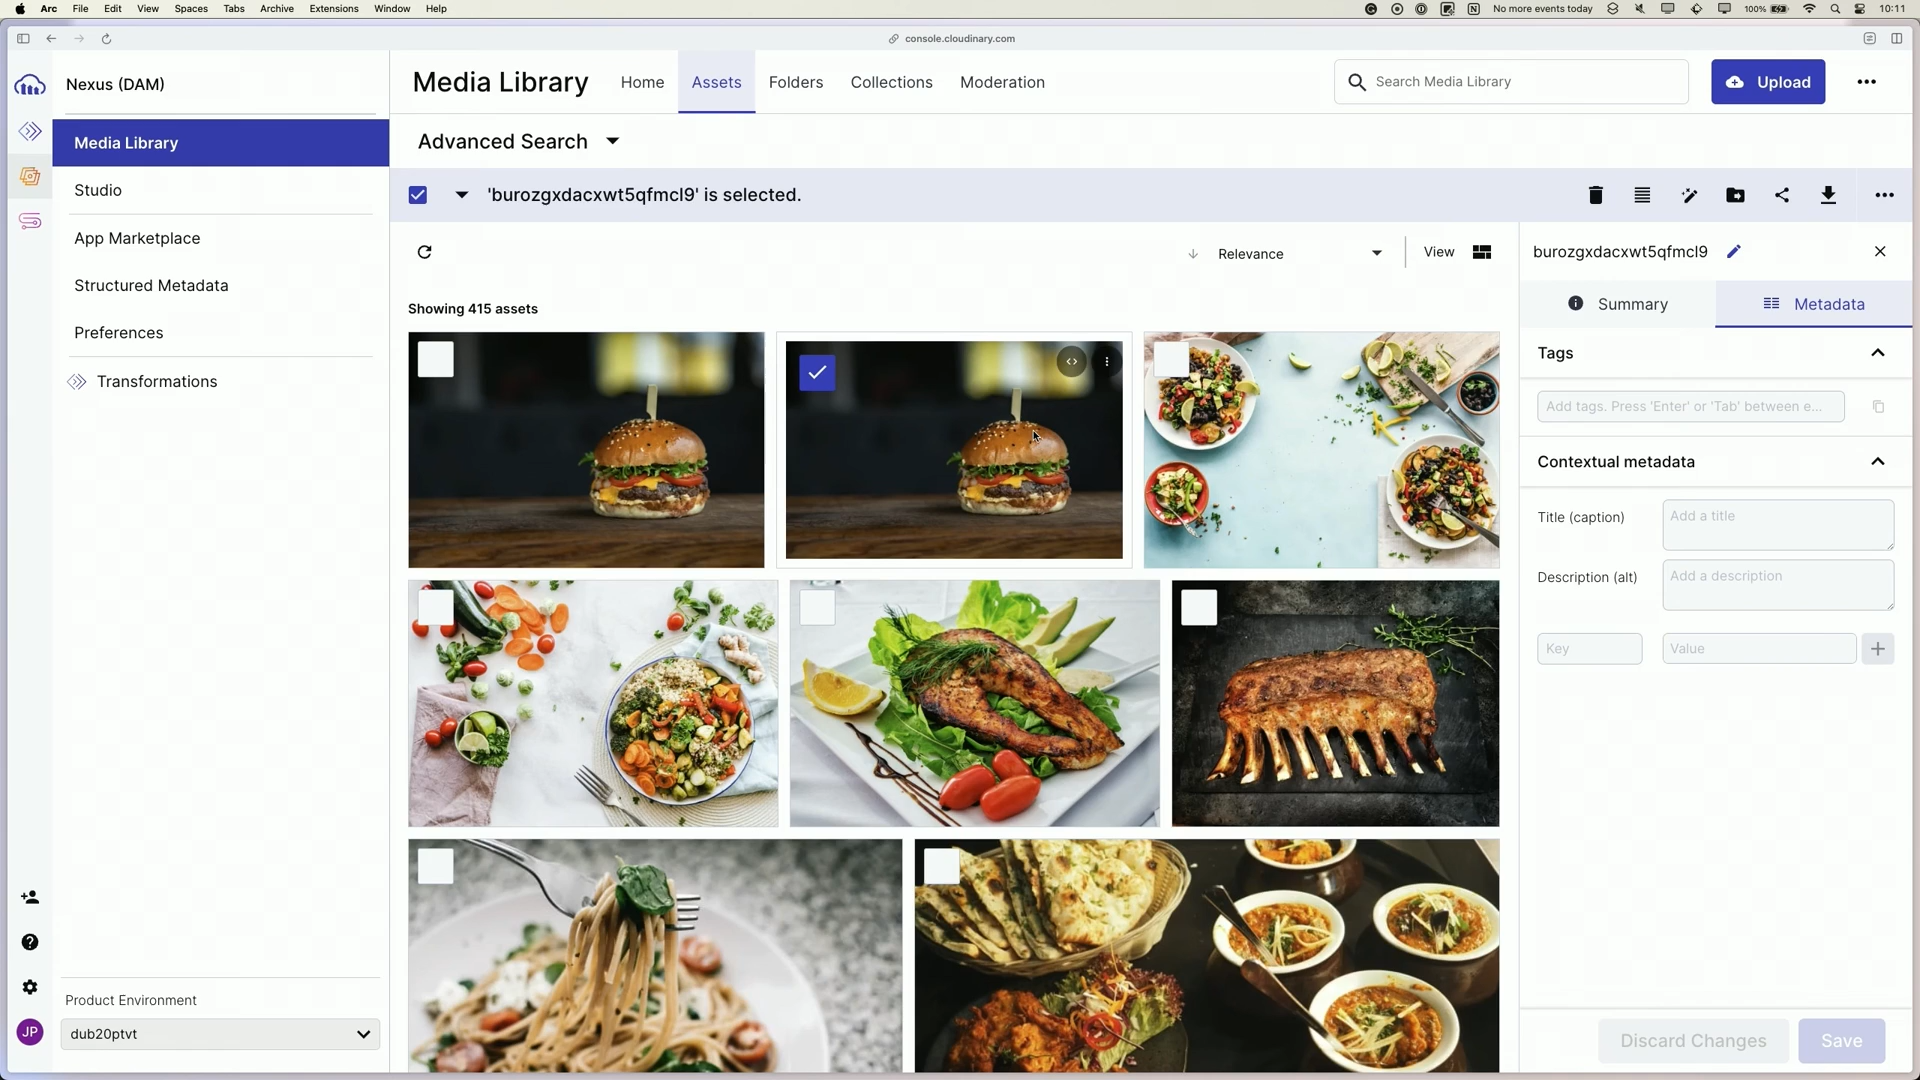 Arc File Edit View Spaces Tabs Archive Extensions Window Help
No more events today 100% 10:11
console.cloudinary.com
Nexus (DAM)
Media Library
Studio
App Marketplace
Structured Metadata
Preferences
Transformations
Product Environment
dub20ptvt
JP
Media Library Home Assets Folders Collections Moderation
Search Media Library
Upload
Advanced Search
'burozgxdacxwt5qfmcl9' is selected.
Relevance View
Showing 415 assets
burozgxdacxwt5qfmcl9
Summary Metadata
Tags
Add tags. Press 'Enter' or 'Tab' between e...
Contextual metadata
Title (caption) Add a title
Description (alt) Add a description
Key Value
Discard Changes Save